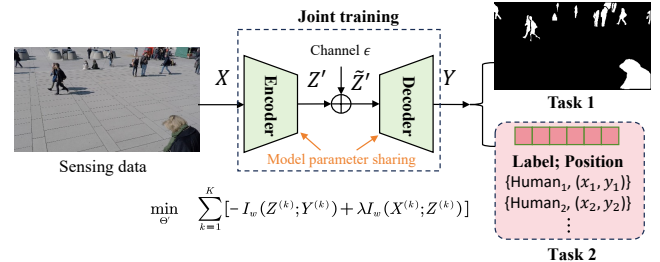 Joint training
Channel ϵ
X
Encoder
Z′
Z̃′
Decoder
Y
Model parameter sharing
Sensing data
Task 1
Label; Position
{Human₁, (x₁, y₁)}
{Human₂, (x₂, y₂)}
⋮
Task 2
min_{Θ′} ∑_{k=1}^{K} [− I_w(Z^{(k)}; Y^{(k)}) + λI_w(X^{(k)}; Z^{(k)})]